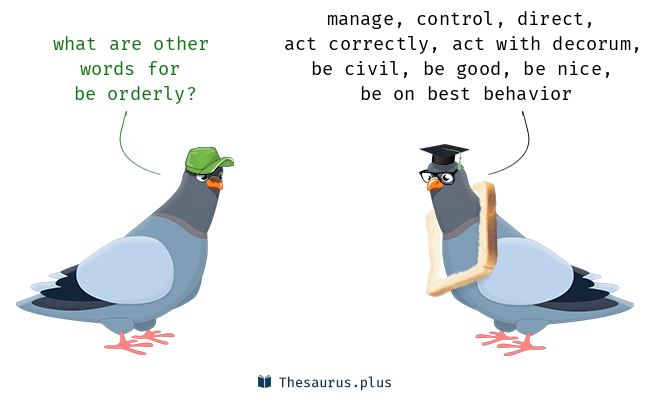 what are other
words for
be orderly?
manage, control, direct,
act correctly, act with decorum,
be civil, be good, be nice,
be on best behavior
Thesaurus.plus